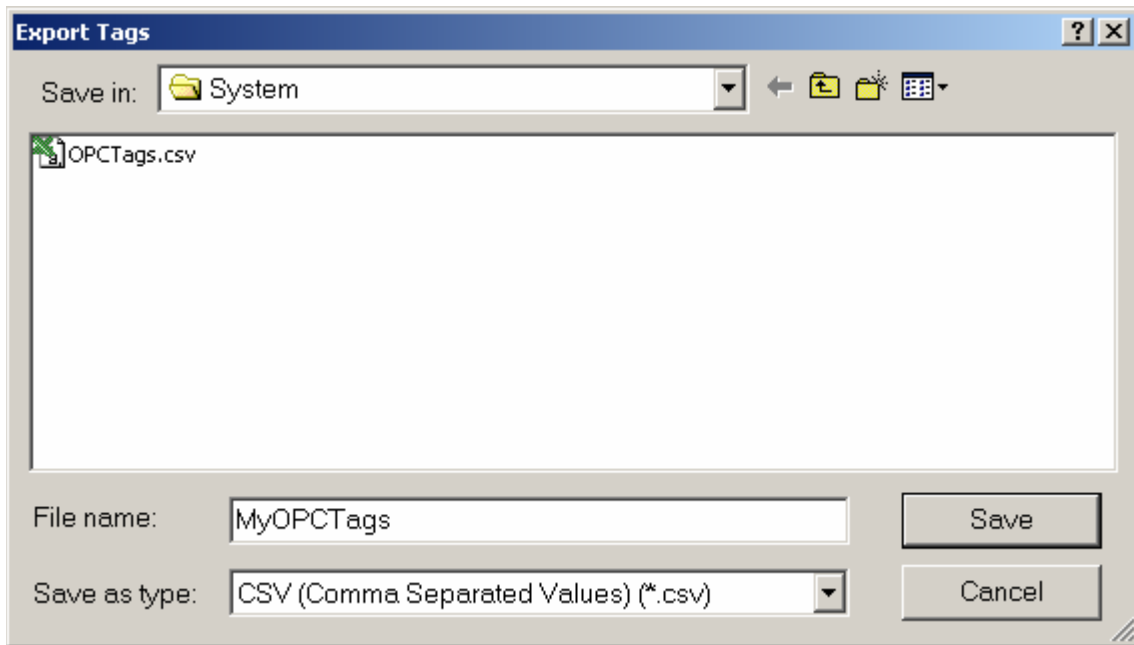 Export Tags
Save in: System
OPCTags.csv
File name: MyOPCTags Save
Save as type: CSV (Comma Separated Values) (*.csv) Cancel